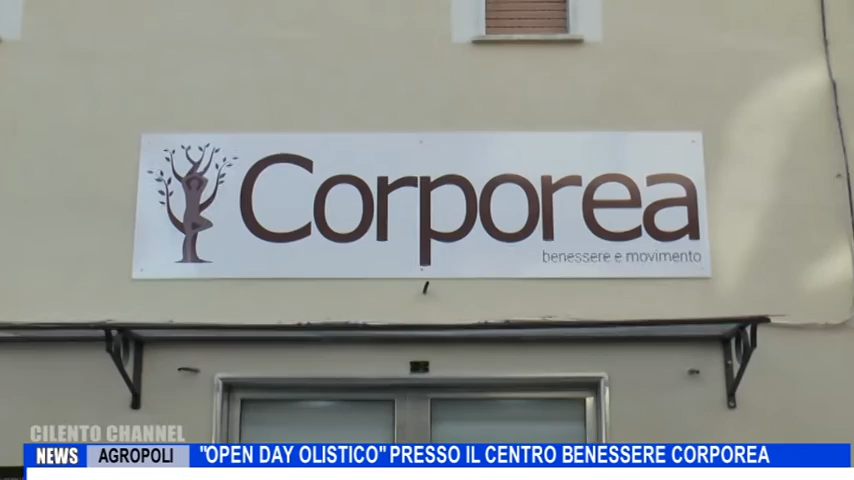 Corporea
benessere e movimento
CILENTO CHANNEL
NEWS AGROPOLI "OPEN DAY OLISTICO" PRESSO IL CENTRO BENESSERE CORPOREA